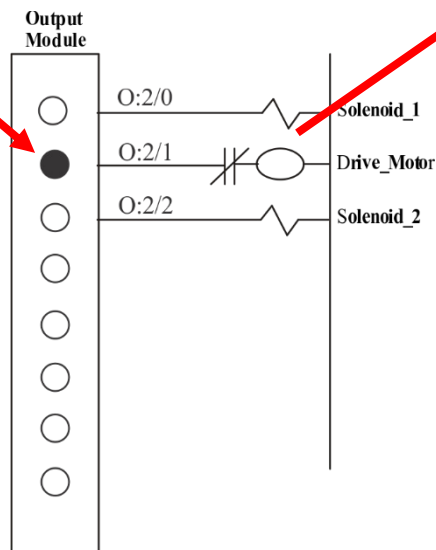 Output
Module
O:2/0 Solenoid_1
O:2/1 Drive_Motor
O:2/2 Solenoid_2